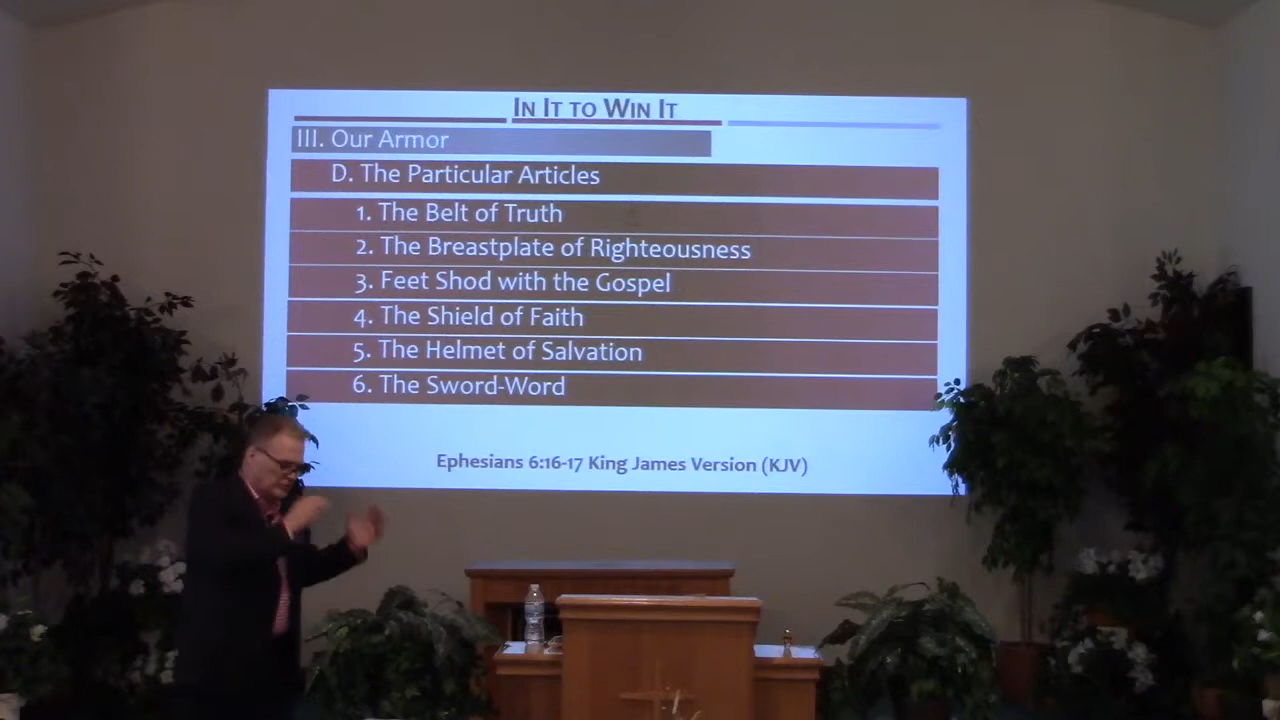 In It to Win It
III. Our Armor
D. The Particular Articles
1. The Belt of Truth
2. The Breastplate of Righteousness
3. Feet Shod with the Gospel
4. The Shield of Faith
5. The Helmet of Salvation
6. The Sword-Word
Ephesians 6:16-17 King James Version (KJV)